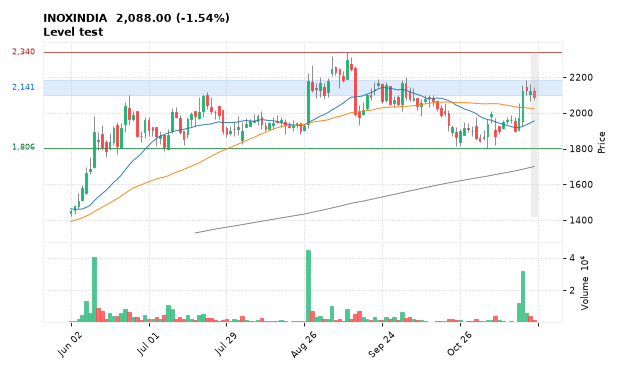 INOXINDIA 2,088.00 (-1.54%)
Level test
2,340
2,141
1,806
2200
2000
1800
1600
1400
Price
4
2
Volume 10⁶
Jun 02
Jul 01
Jul 29
Aug 26
Sep 24
Oct 26